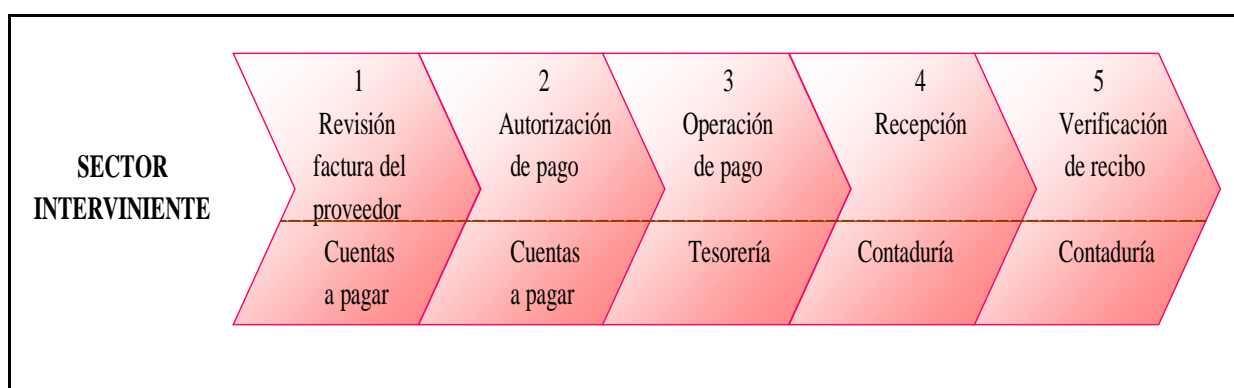 SECTOR
INTERVINIENTE
1
Revisión
factura del
proveedor
Cuentas
a pagar
2
Autorización
de pago
Cuentas
a pagar
3
Operación
de pago
Tesorería
4
Recepción
Contaduría
5
Verificación
de recibo
Contaduría